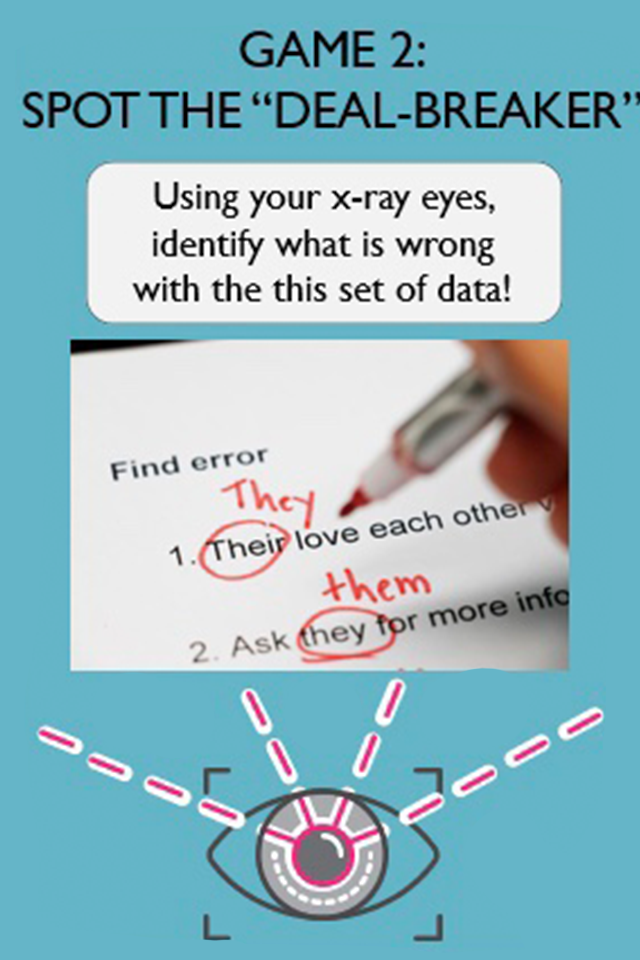 GAME 2:
SPOT THE “DEAL-BREAKER”
Using your x-ray eyes,
identify what is wrong
with the this set of data!
Find error
They
1. Their love each other
them
2. Ask they for more info